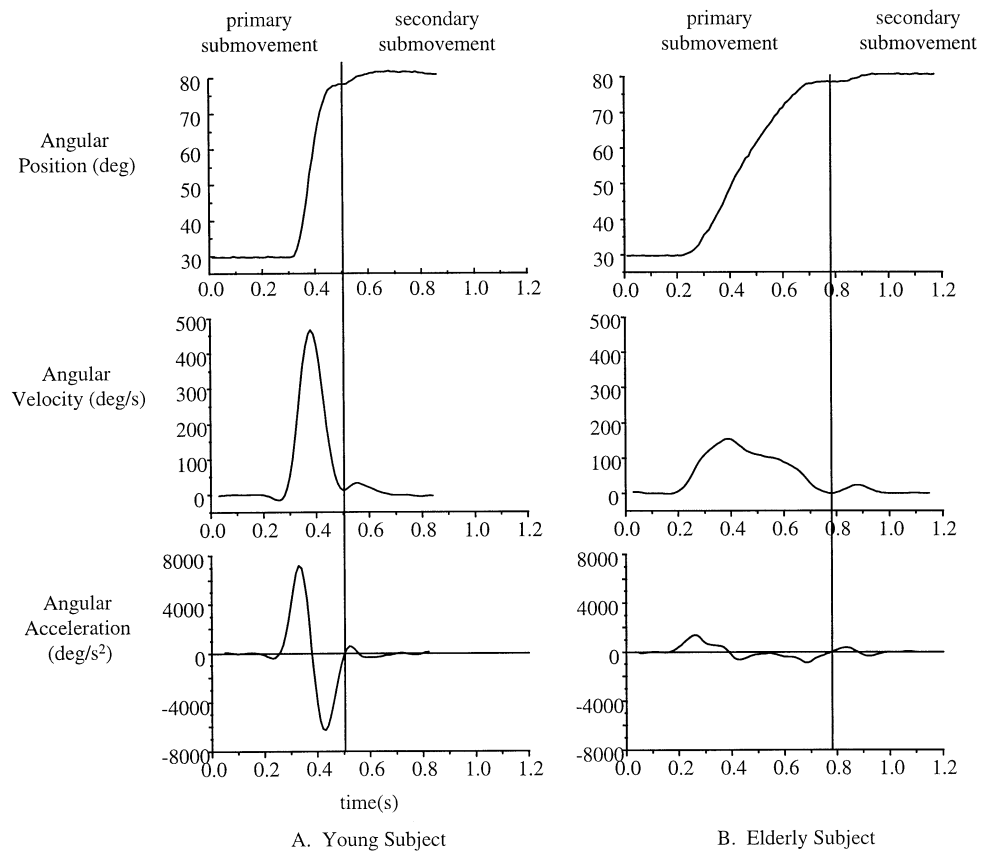 primary
submovement
secondary
submovement
primary
submovement
secondary
submovement
Angular
Position (deg)
80
70
60
50
40
30
0.0 0.2 0.4 0.6 0.8 1.0 1.2
80
70
60
50
40
30
0.0 0.2 0.4 0.6 0.8 1.0 1.2
Angular
Velocity (deg/s)
500
400
300
200
100
0
0.0 0.2 0.4 0.6 0.8 1.0 1.2
500
400
300
200
100
0
0.0 0.2 0.4 0.6 0.8 1.0 1.2
Angular
Acceleration
(deg/s²)
8000
4000
0
-4000
-8000
0.0 0.2 0.4 0.6 0.8 1.0 1.2
8000
4000
0
-4000
-8000
0.0 0.2 0.4 0.6 0.8 1.0 1.2
time(s)
A. Young Subject
B. Elderly Subject